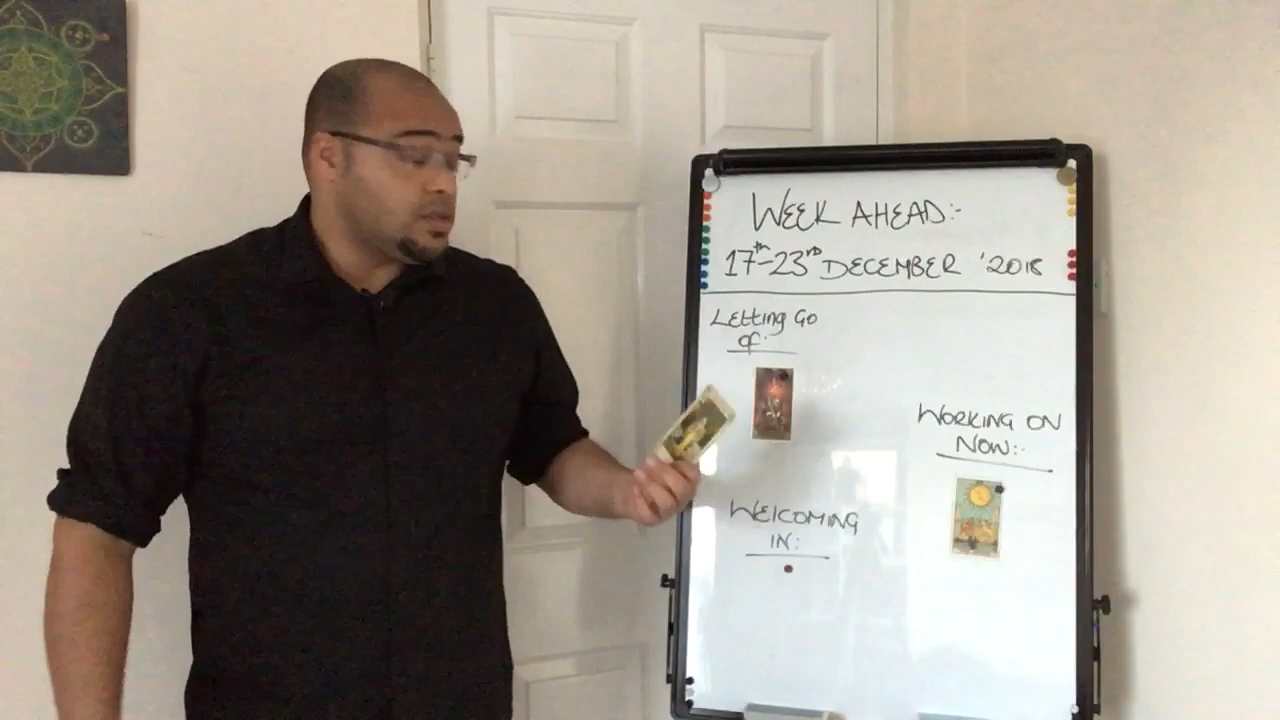 WEEK AHEAD:-
17th-23rd DECEMBER '2018
LETTING GO
OF:-
WORKING ON
NOW:-
WELCOMING
IN: